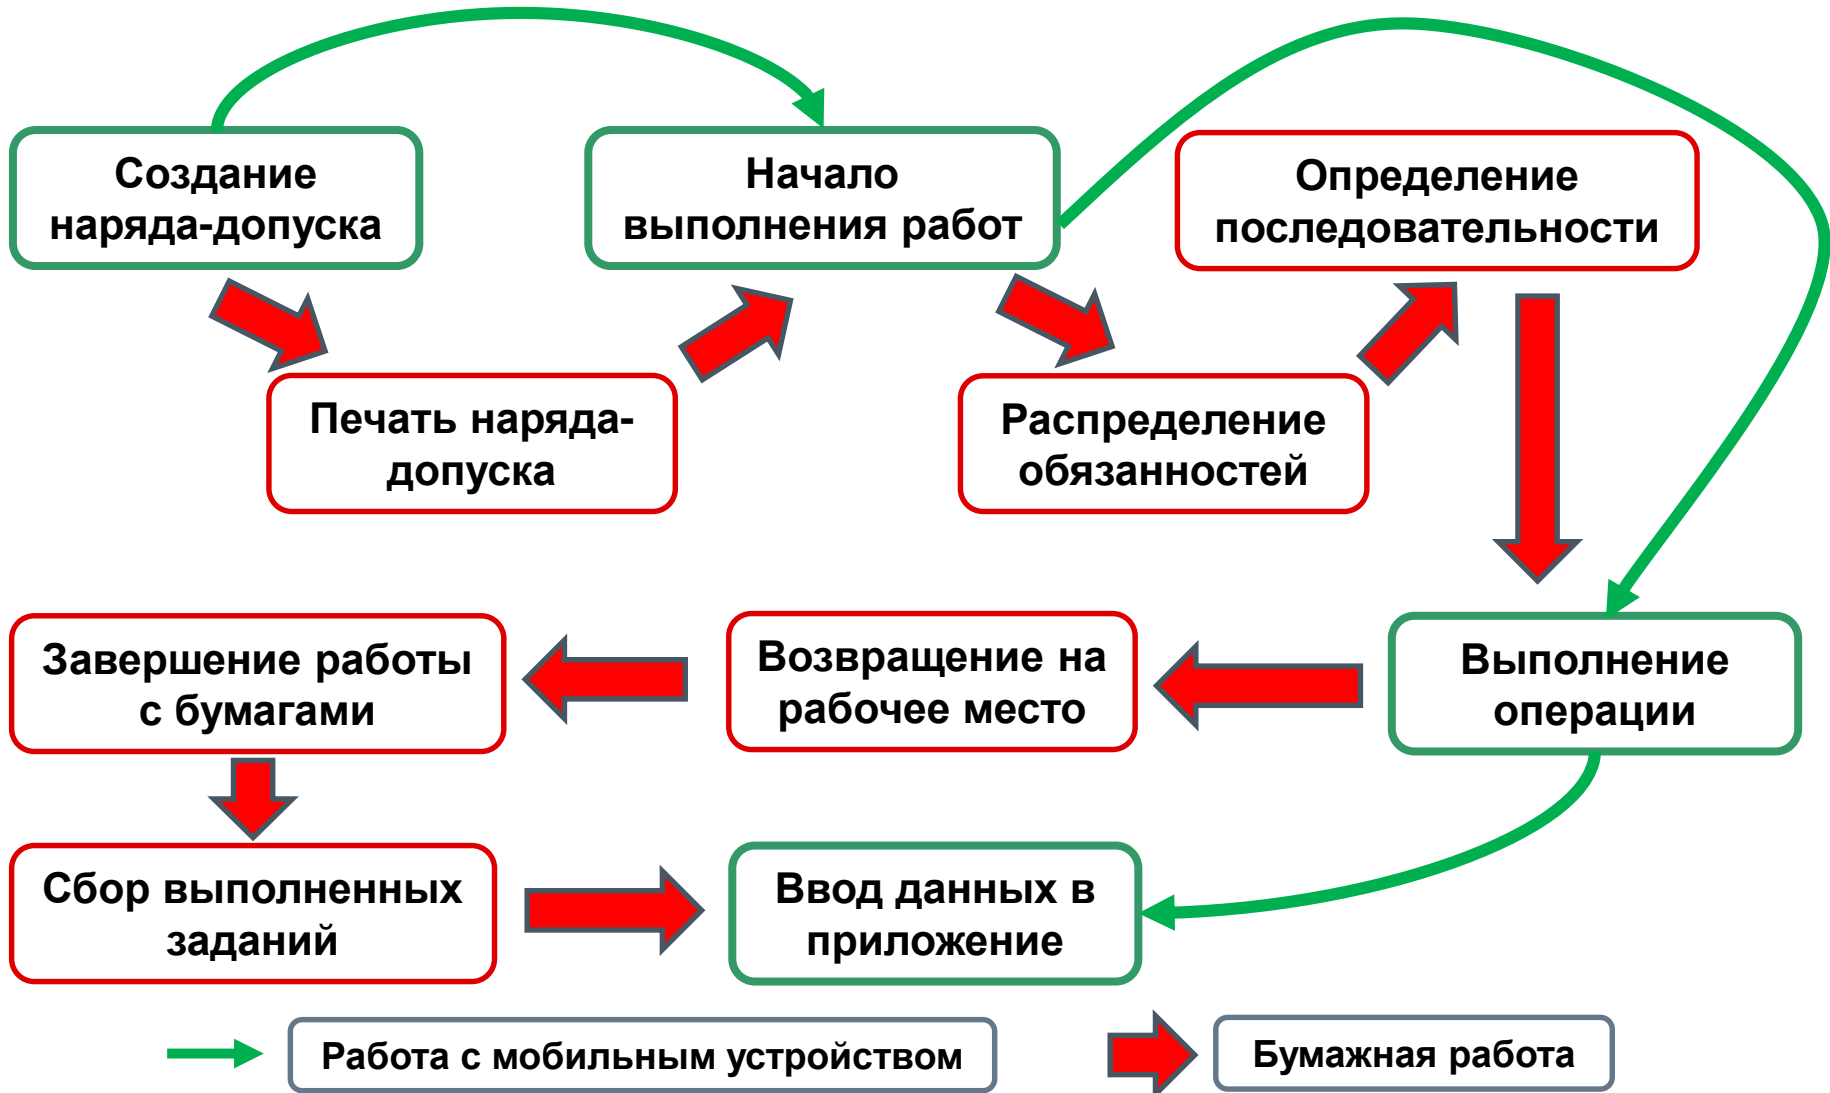 Создание
наряда-допуска
Начало
выполнения работ
Определение
последовательности
Печать наряда-
допуска
Распределение
обязанностей
Завершение работы
с бумагами
Возвращение на
рабочее место
Выполнение
операции
Сбор выполненных
заданий
Ввод данных в
приложение
Работа с мобильным устройством
Бумажная работа